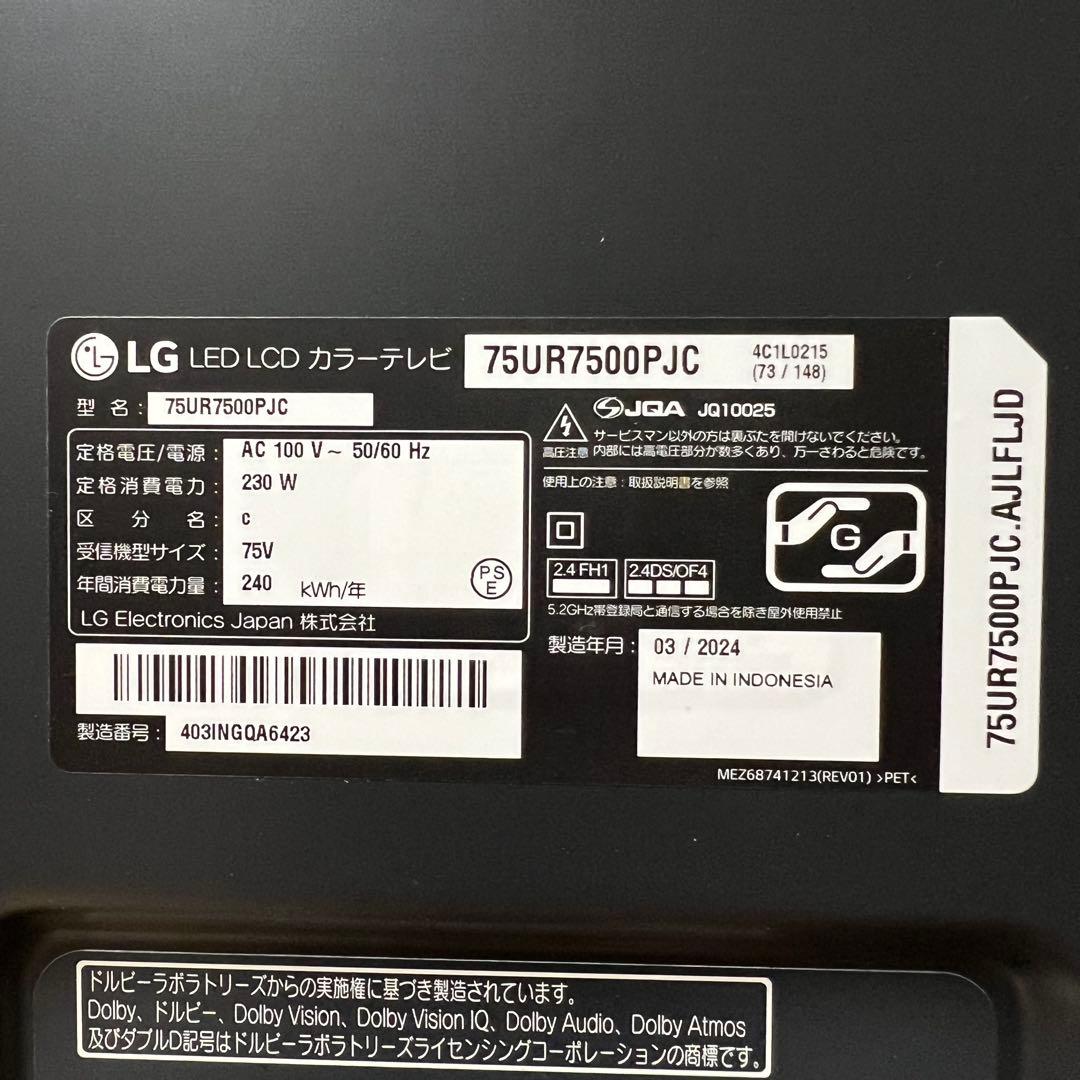 LG LED LCD カラーテレビ 75UR7500PJC 4C1L0215
(73 / 148)
型 名： 75UR7500PJC
定格電圧/電源： AC 100 V ~ 50/60 Hz
定格消費電力： 230 W
区 分 名： c
受信機型サイズ： 75V
年間消費電力量： 240 kWh/年
PS
E
LG Electronics Japan 株式会社
製造番号： 403INGQA6423
JQA JQ10025
高圧注意
サービスマン以外の方は裏ぶたを開けないでください。
内部には高電圧部分が数多くあり、万一さわると危険です。
使用上の注意：取扱説明書を参照
G
2.4 FH1 2.4DS/OF4
5.2GHz帯登録局と通信する場合を除き屋外使用禁止
製造年月： 03 / 2024
MADE IN INDONESIA
MEZ68741213(REV01) >PET<
75UR7500PJC.AJLFLJD
ドルビーラボラトリーズからの実施権に基づき製造されています。
Dolby、ドルビー、Dolby Vision、Dolby Vision IQ、Dolby Audio、Dolby Atmos
及びダブルD記号はドルビーラボラトリーズライセンシングコーポレーションの商標です。